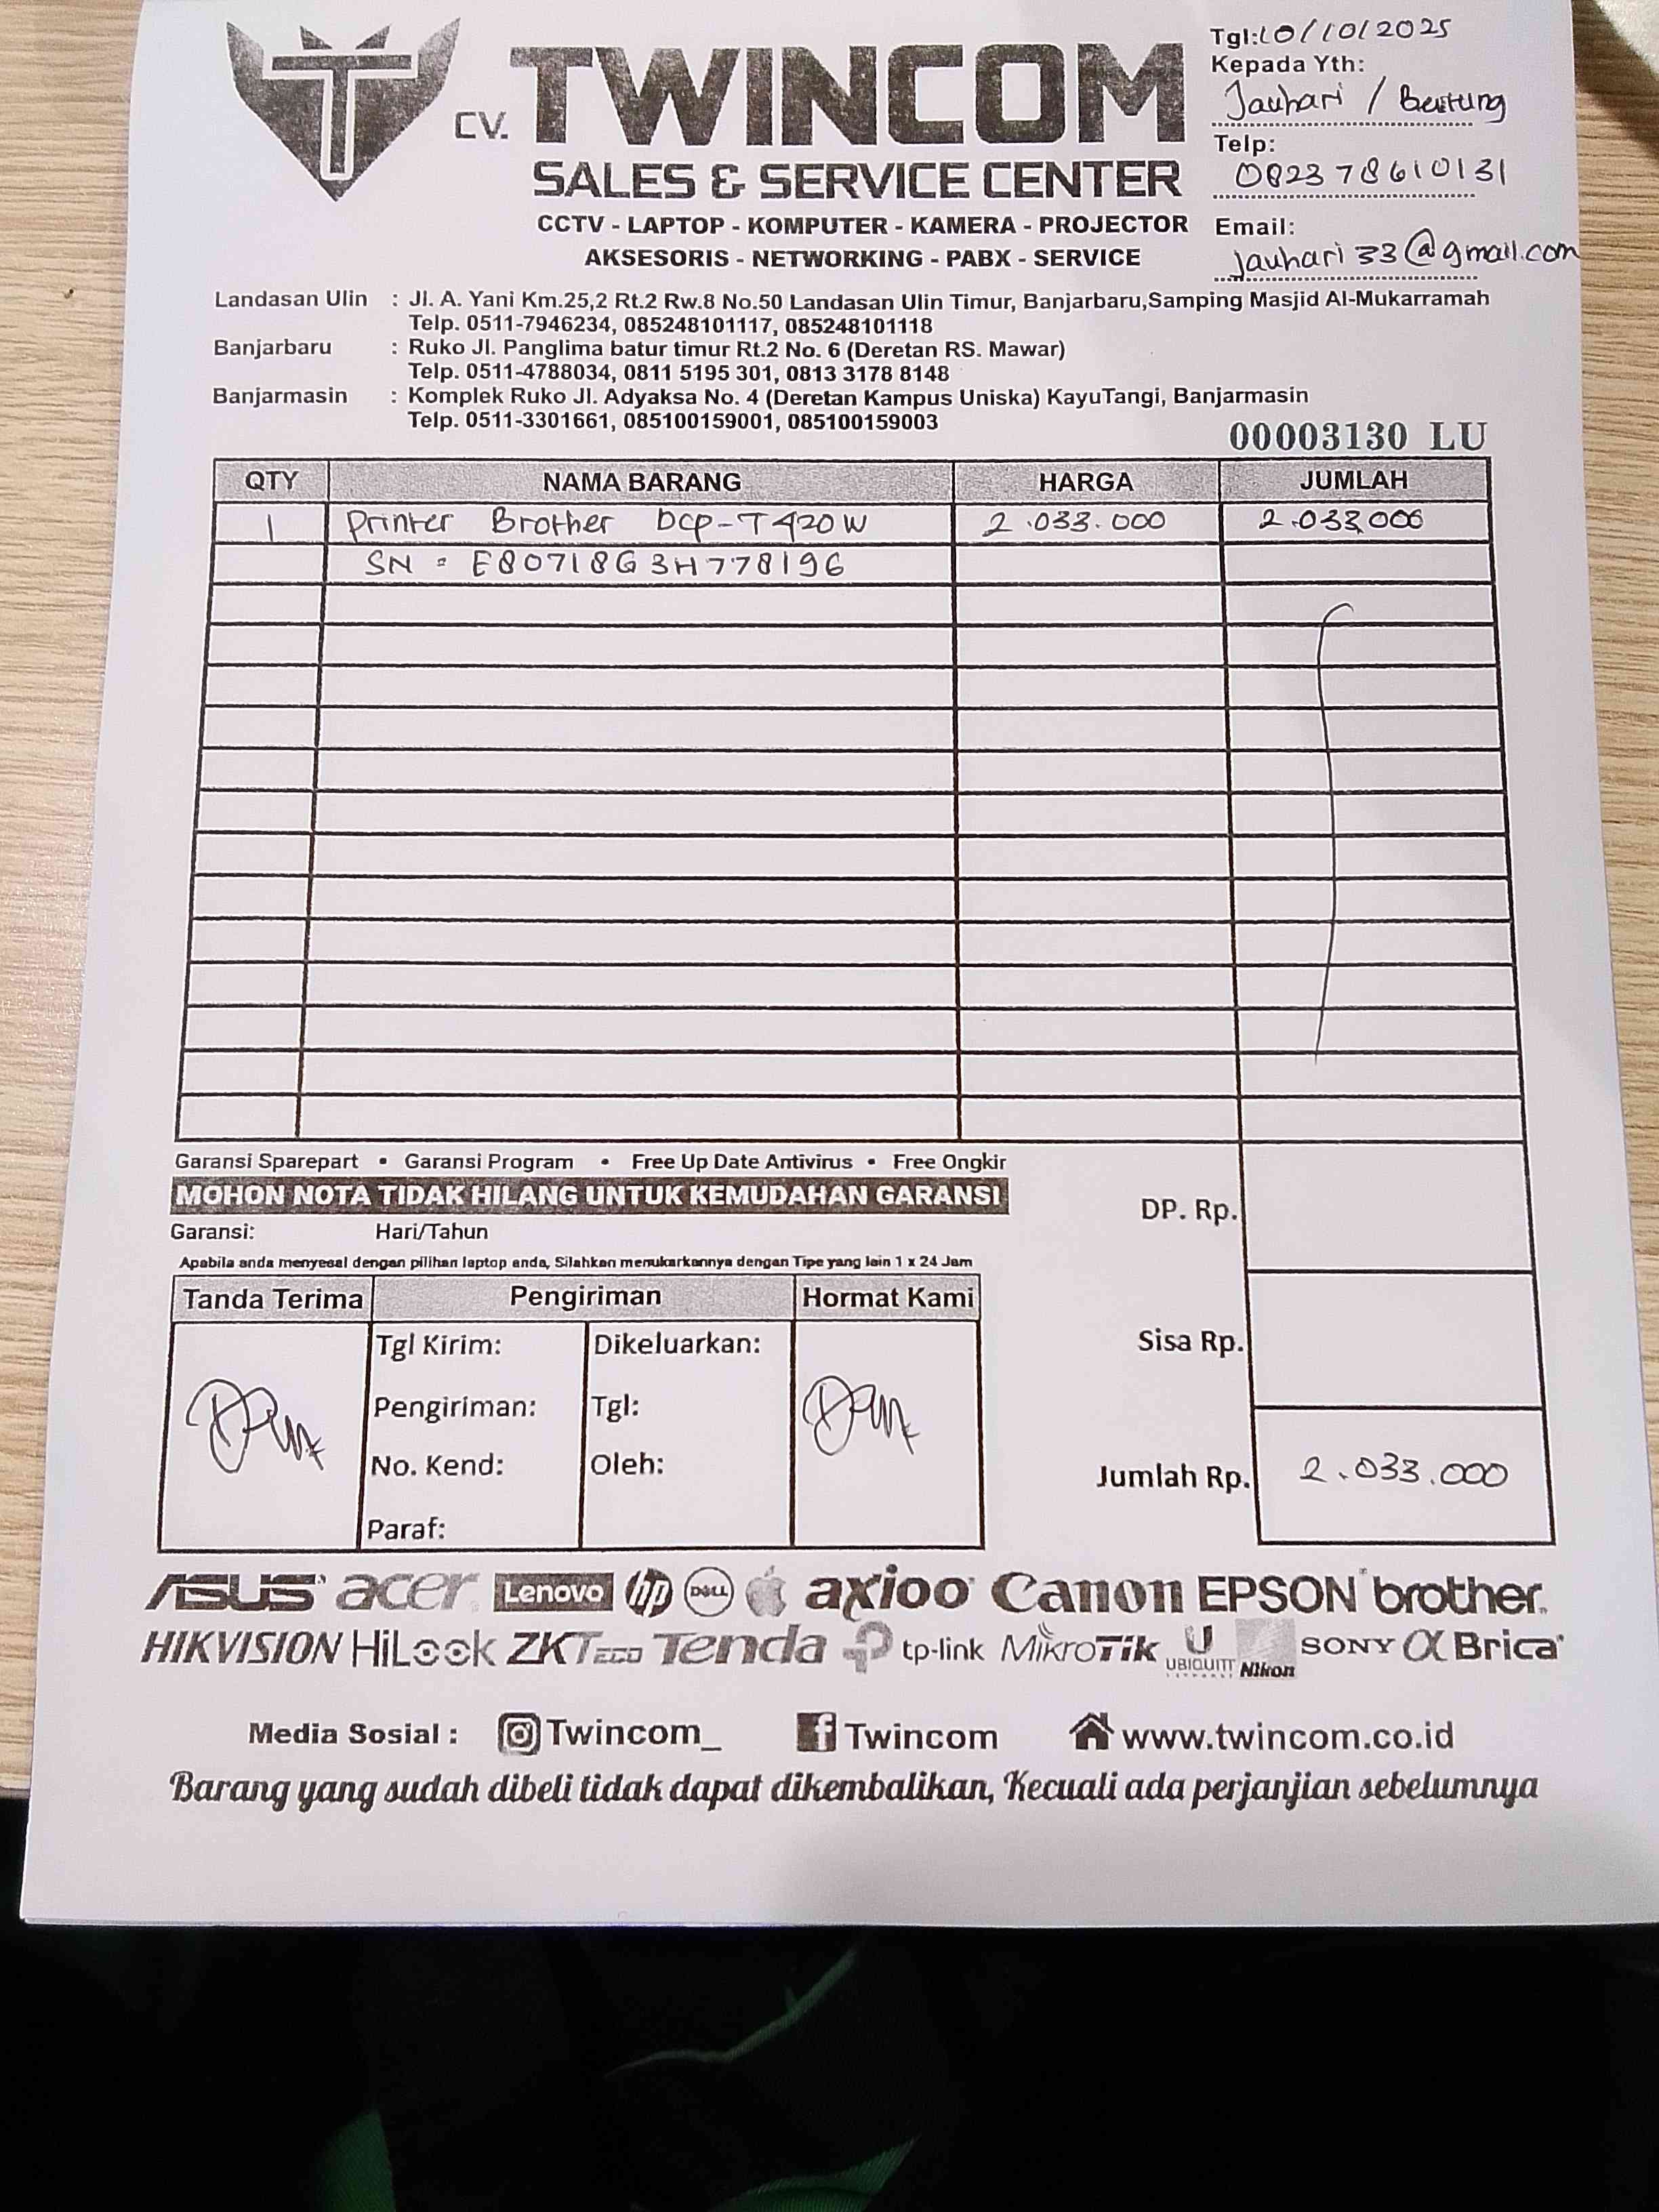 Tgl: 10/10/2025
Kepada Yth:
Jauhari / Bentung
Telp:
082378610131
Email:
jauhari33@gmail.com
CV. TWINCOM
SALES & SERVICE CENTER
CCTV - LAPTOP - KOMPUTER - KAMERA - PROJECTOR
AKSESORIS - NETWORKING - PABX - SERVICE
Landasan Ulin : Jl. A. Yani Km.25,2 Rt.2 Rw.8 No.50 Landasan Ulin Timur, Banjarbaru,Samping Masjid Al-Mukarramah
Telp. 0511-7946234, 085248101117, 085248101118
Banjarbaru : Ruko Jl. Panglima batur timur Rt.2 No. 6 (Deretan RS. Mawar)
Telp. 0511-4788034, 0811 5195 301, 0813 3178 8148
Banjarmasin : Komplek Ruko Jl. Adyaksa No. 4 (Deretan Kampus Uniska) KayuTangi, Banjarmasin
Telp. 0511-3301661, 085100159001, 085100159003
00003130 LU
QTY NAMA BARANG HARGA JUMLAH
1 Printer Brother Dcp-T420W 2.033.000 2.033.000
SN = E80718G3H778196
Garansi Sparepart • Garansi Program • Free Up Date Antivirus • Free Ongkir
MOHON NOTA TIDAK HILANG UNTUK KEMUDAHAN GARANSI
Garansi: Hari/Tahun
Apabila anda menyesal dengan pilihan laptop anda, Silahkan menukarkannya dengan Tipe yang lain 1 x 24 Jam
DP. Rp.
Sisa Rp.
Jumlah Rp. 2.033.000
Tanda Terima Pengiriman Hormat Kami
Tgl Kirim: Dikeluarkan:
Pengiriman: Tgl:
No. Kend: Oleh:
Paraf:
ASUS acer Lenovo hp DELL axioo Canon EPSON brother
HIKVISION HiLook ZKTECO Tenda tp-link MikroTik UBIQUITI Nikon SONY α Brica
Media Sosial : Twincom_ Twincom www.twincom.co.id
Barang yang sudah dibeli tidak dapat dikembalikan, Kecuali ada perjanjian sebelumnya